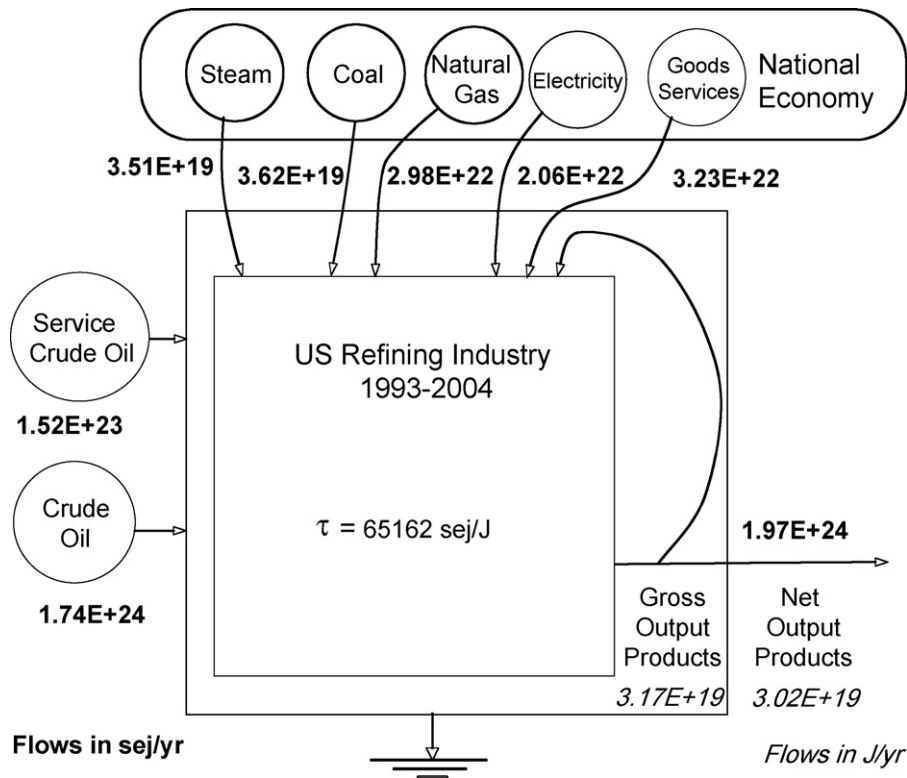 Steam
Coal
Natural
Gas
Electricity
Goods
Services
National
Economy
3.51E+19
3.62E+19
2.98E+22
2.06E+22
3.23E+22
Service
Crude Oil
1.52E+23
US Refining Industry
1993-2004
Crude
Oil
1.74E+24
τ = 65162 sej/J
1.97E+24
Gross
Output
Products
3.17E+19
Net
Output
Products
3.02E+19
Flows in sej/yr
Flows in J/yr